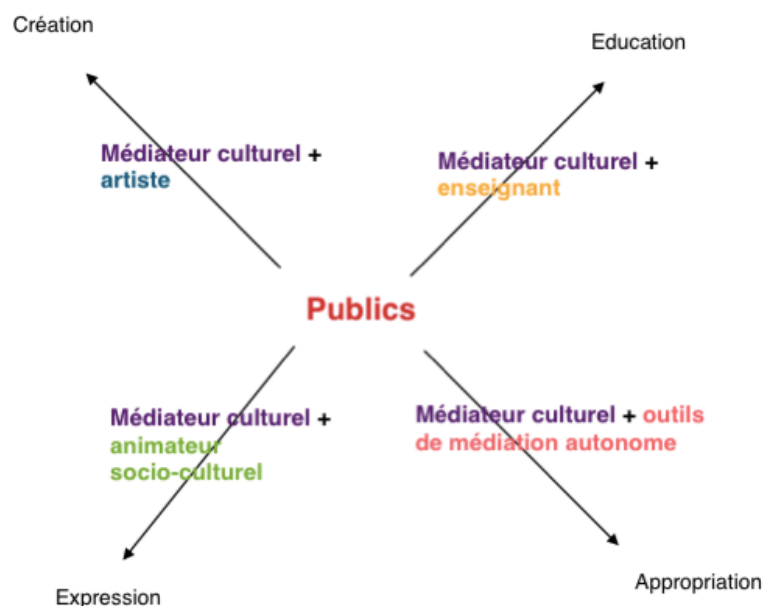 Création
Education
Médiateur culturel +
artiste
Médiateur culturel +
enseignant
Publics
Médiateur culturel +
animateur
socio-culturel
Médiateur culturel + outils
de médiation autonome
Expression
Appropriation